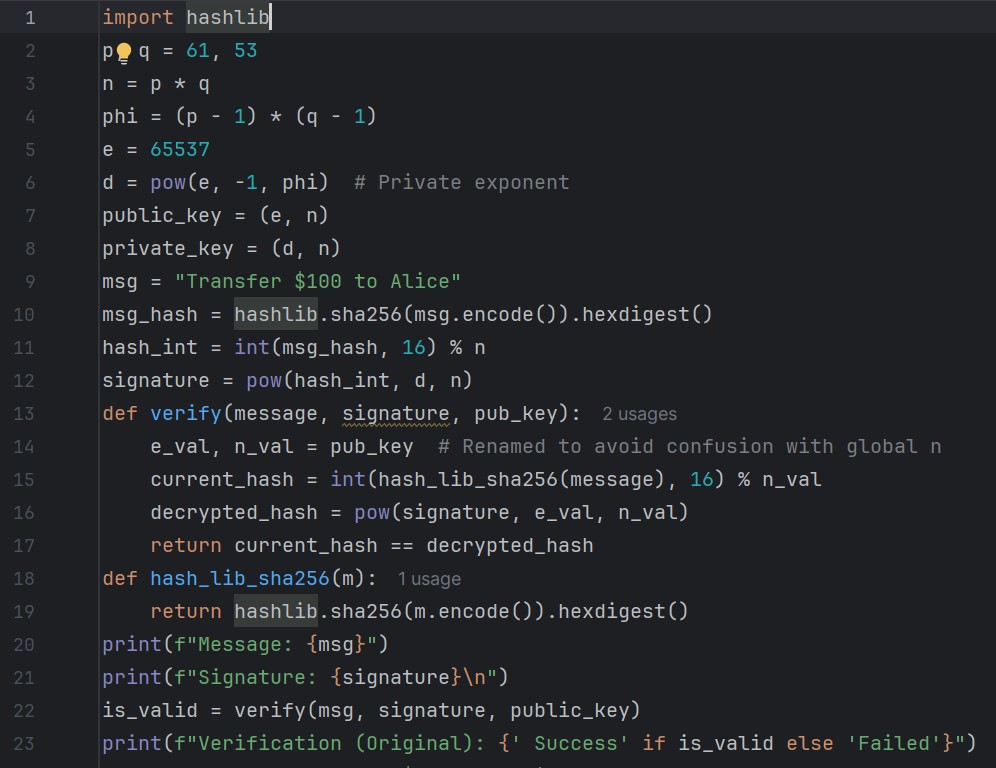 1 import hashlib
2 p, q = 61, 53
3 n = p * q
4 phi = (p - 1) * (q - 1)
5 e = 65537
6 d = pow(e, -1, phi)  # Private exponent
7 public_key = (e, n)
8 private_key = (d, n)
9 msg = "Transfer $100 to Alice"
10 msg_hash = hashlib.sha256(msg.encode()).hexdigest()
11 hash_int = int(msg_hash, 16) % n
12 signature = pow(hash_int, d, n)
13 def verify(message, signature, pub_key):  2 usages
14     e_val, n_val = pub_key  # Renamed to avoid confusion with global n
15     current_hash = int(hash_lib_sha256(message), 16) % n_val
16     decrypted_hash = pow(signature, e_val, n_val)
17     return current_hash == decrypted_hash
18 def hash_lib_sha256(m):  1 usage
19     return hashlib.sha256(m.encode()).hexdigest()
20 print(f"Message: {msg}")
21 print(f"Signature: {signature}\n")
22 is_valid = verify(msg, signature, public_key)
23 print(f"Verification (Original): {' Success' if is_valid else 'Failed'}")